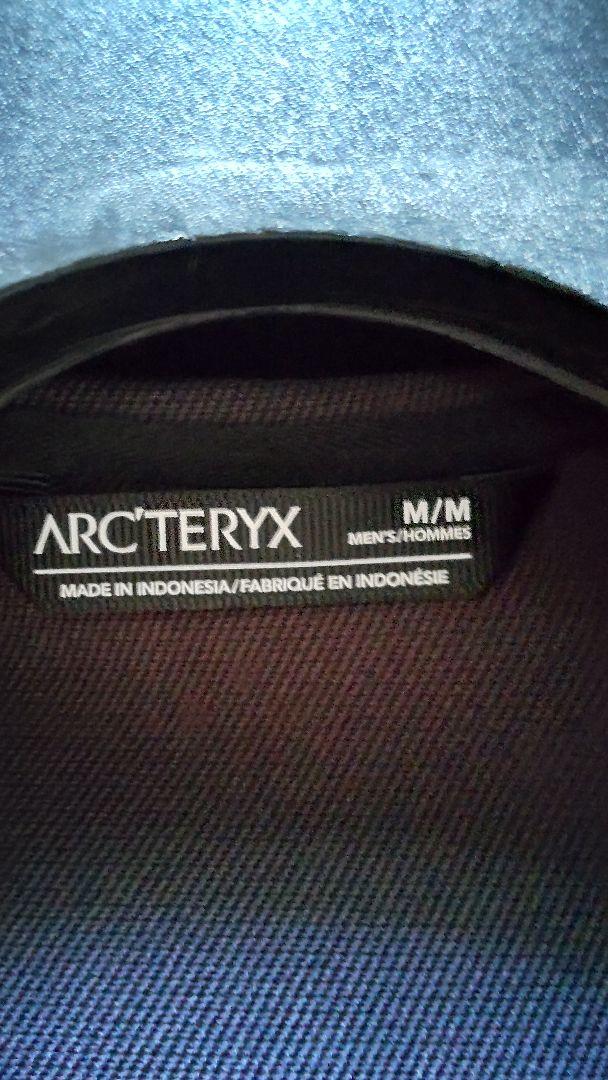 ARC'TERYX
M/M
MEN'S/HOMMES
MADE IN INDONESIA/FABRIQUÉ EN INDONÉSIE